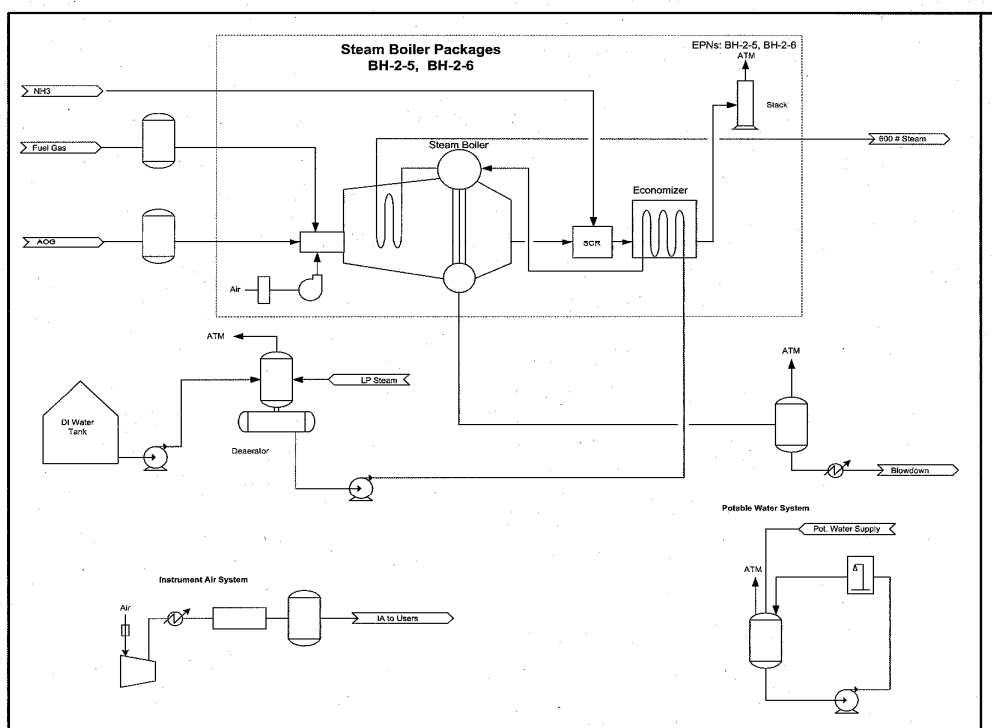 Steam Boiler Packages
BH-2-5, BH-2-6
EPNs: BH-2-5, BH-2-6
ATM
Stack
NH3
Fuel Gas
600 # Steam
Steam Boiler
Economizer
SCR
AOG
Air
ATM
LP Steam
DI Water
Tank
Deaerator
ATM
Blowdown
Potable Water System
Pot. Water Supply
ATM
Instrument Air System
Air
IA to Users